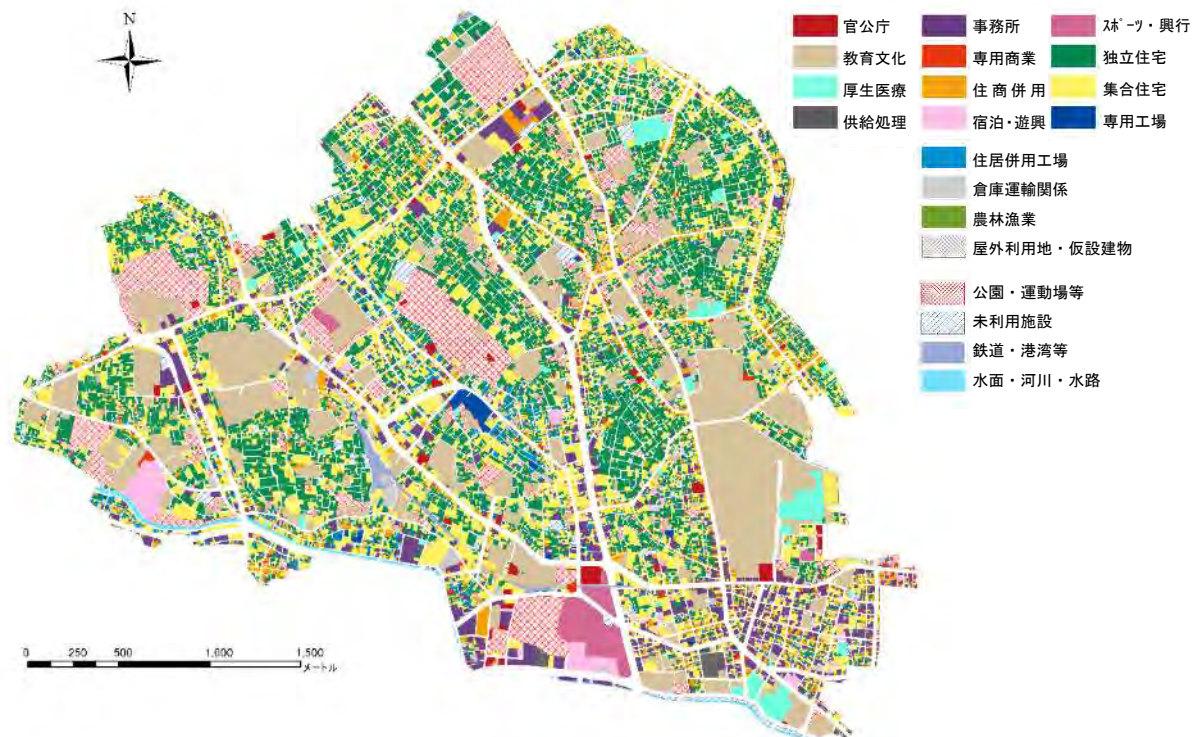 N
官公庁
教育文化
厚生医療
供給処理
事務所
専用商業
住商併用
宿泊・遊興
ｽﾎﾟｰﾂ・興行
独立住宅
集合住宅
専用工場
住居併用工場
倉庫運輸関係
農林漁業
屋外利用地・仮設建物
公園・運動場等
未利用施設
鉄道・港湾等
水面・河川・水路
0 250 500 1,000 1,500
メートル